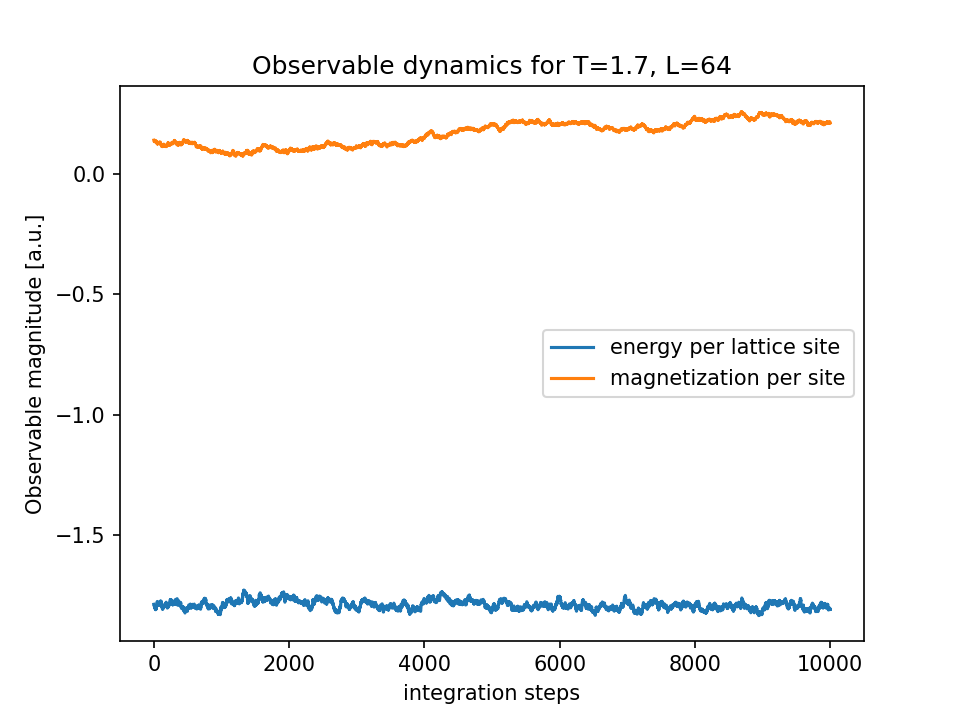 Observable dynamics for T=1.7, L=64
Observable magnitude [a.u.]
0.0
−0.5
−1.0
−1.5
energy per lattice site
magnetization per site
0 2000 4000 6000 8000 10000
integration steps